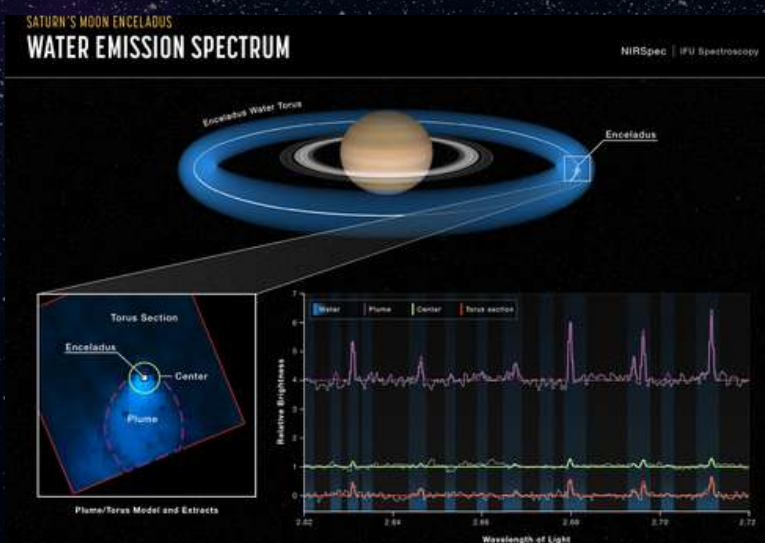 SATURN'S MOON ENCELADUS
WATER EMISSION SPECTRUM
NIRSpec | IFU Spectroscopy
Enceladus Water Torus
Enceladus
Torus Section
Enceladus
Center
Plume
Plume/Torus Model and Extracts
Water Plume Center Torus section
Relative Brightness
7
6
5
4
3
2
1
0
2.62 2.64 2.66 2.68 2.70 2.72
Wavelength of Light